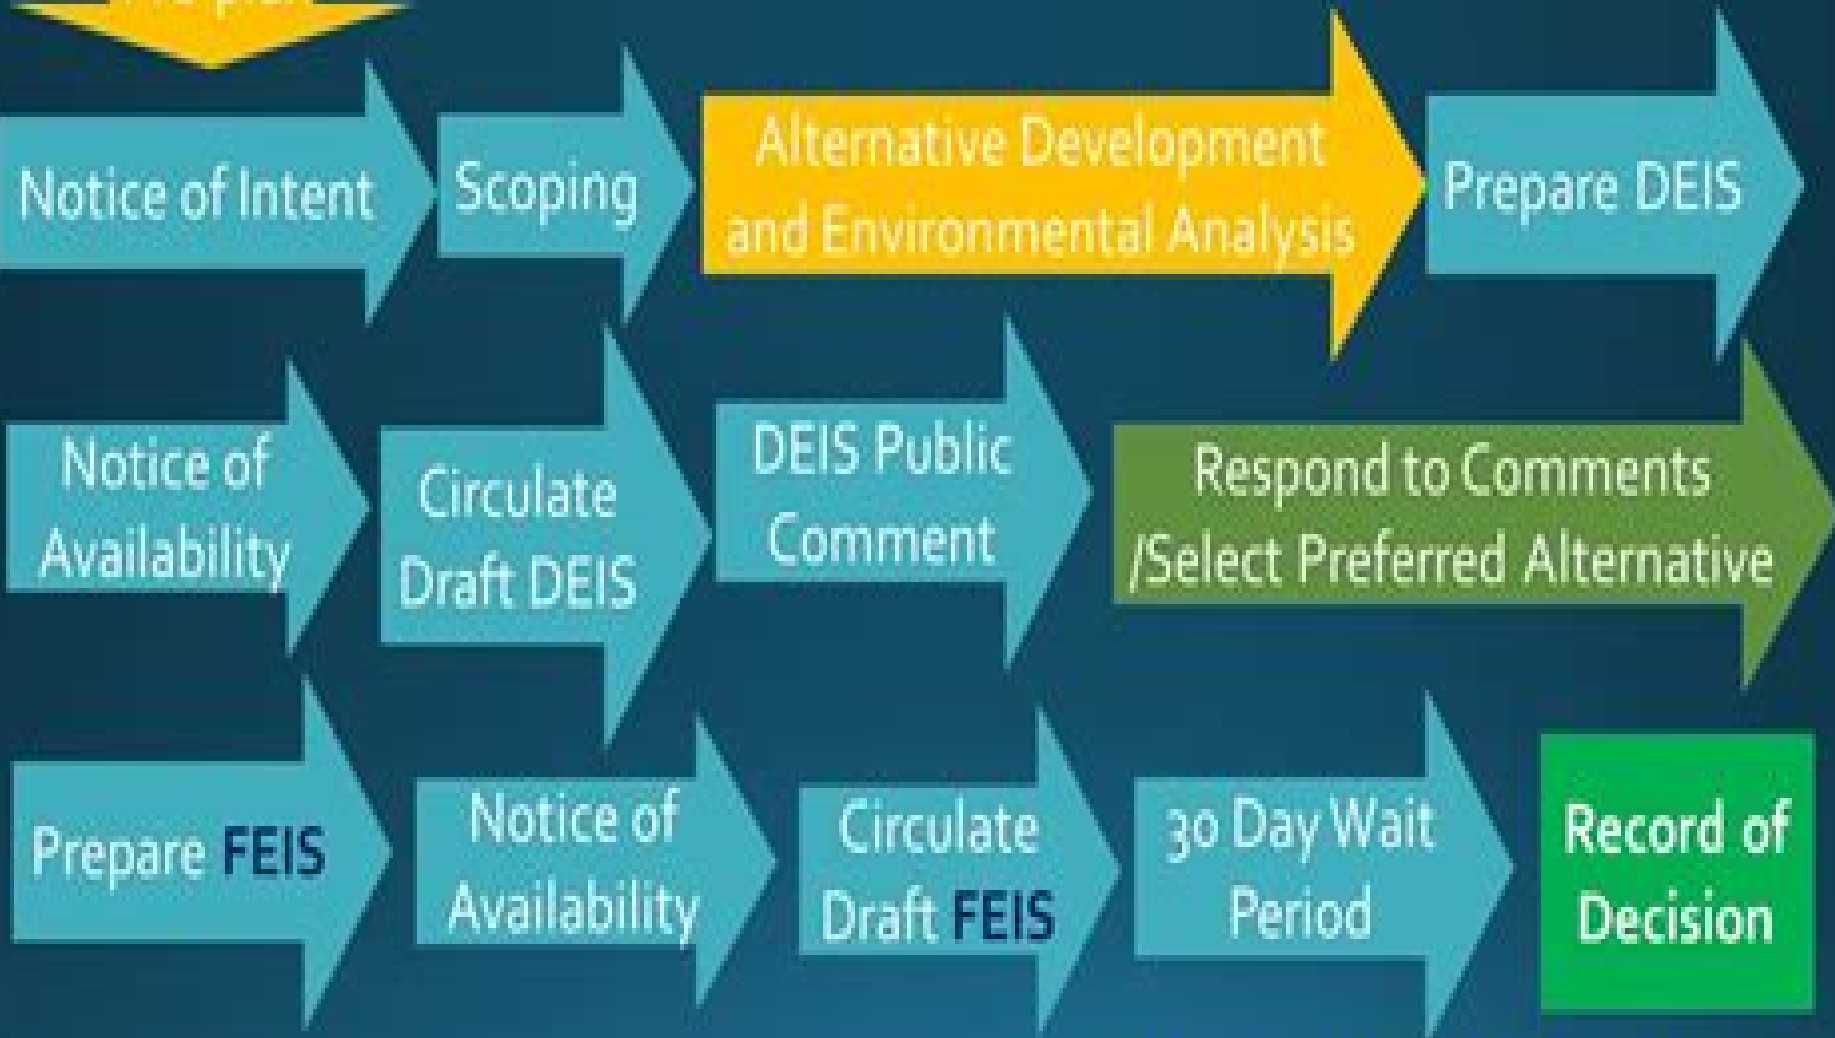 Notice of Intent
Scoping
Alternative Development
and Environmental Analysis
Prepare DEIS
Notice of
Availability
Circulate
Draft DEIS
DEIS Public
Comment
Respond to Comments
/Select Preferred Alternative
Prepare FEIS
Notice of
Availability
Circulate
Draft FEIS
30 Day Wait
Period
Record of
Decision